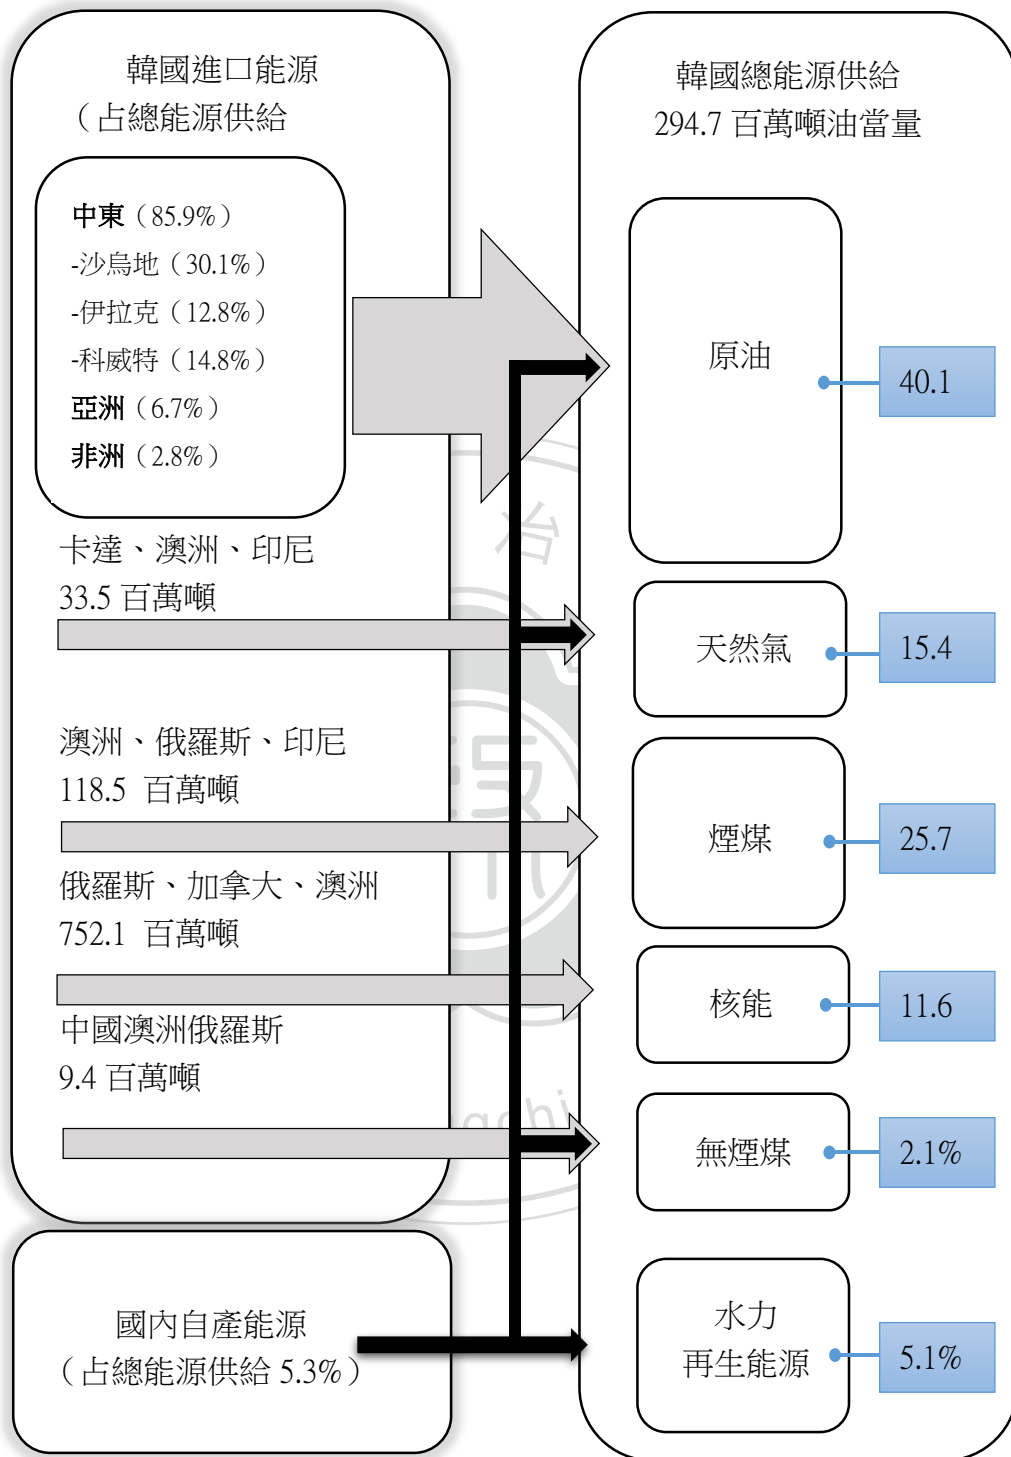 韓國進口能源
（占總能源供給
中東（85.9%）
-沙烏地（30.1%）
-伊拉克（12.8%）
-科威特（14.8%）
亞洲（6.7%）
非洲（2.8%）
卡達、澳洲、印尼
33.5 百萬噸
澳洲、俄羅斯、印尼
118.5 百萬噸
俄羅斯、加拿大、澳洲
752.1 百萬噸
中國澳洲俄羅斯
9.4 百萬噸
國內自產能源
（占總能源供給 5.3%）
韓國總能源供給
294.7 百萬噸油當量
原油
40.1
天然氣
15.4
煙煤
25.7
核能
11.6
無煙煤
2.1%
水力
再生能源
5.1%